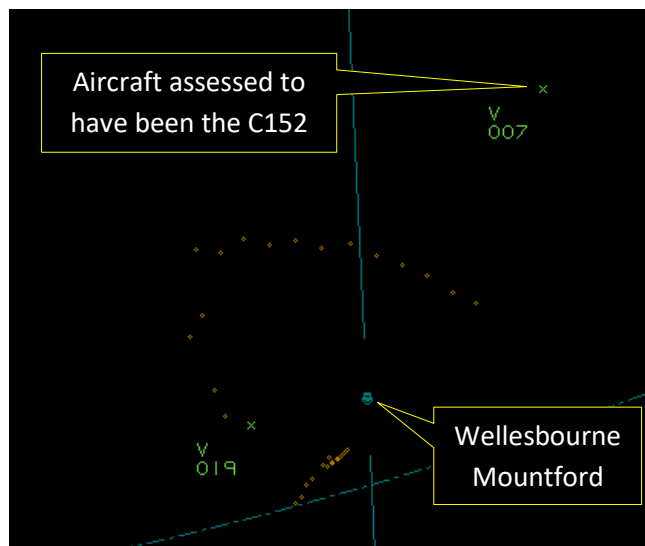 Aircraft assessed to
have been the C152
V
007
V
019
Wellesbourne
Mountford